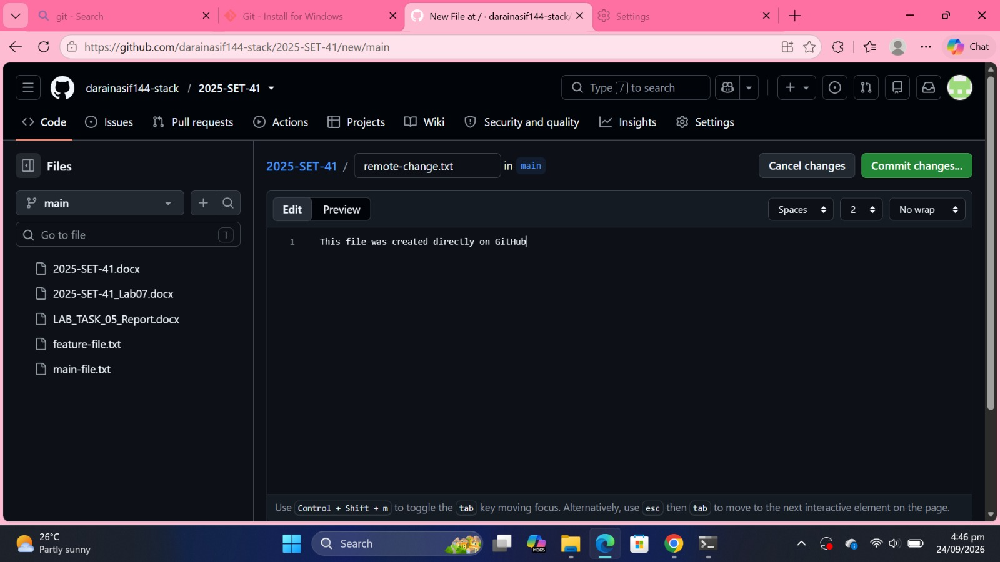 git - Search
Git - Install for Windows
New File at / · darainasif144-stack/
Settings
https://github.com/darainasif144-stack/2025-SET-41/new/main
Chat
darainasif144-stack / 2025-SET-41
Type / to search
Code
Issues
Pull requests
Actions
Projects
Wiki
Security and quality
Insights
Settings
Files
2025-SET-41 / remote-change.txt in main
Cancel changes
Commit changes...
main
Edit
Preview
Spaces
2
No wrap
Go to file
T
1 This file was created directly on GitHub
2025-SET-41.docx
2025-SET-41_Lab07.docx
LAB_TASK_05_Report.docx
feature-file.txt
main-file.txt
Use Control + Shift + m to toggle the tab key moving focus. Alternatively, use esc then tab to move to the next interactive element on the page.
26°C
Partly sunny
Search
M365
4:46 pm
24/09/2026